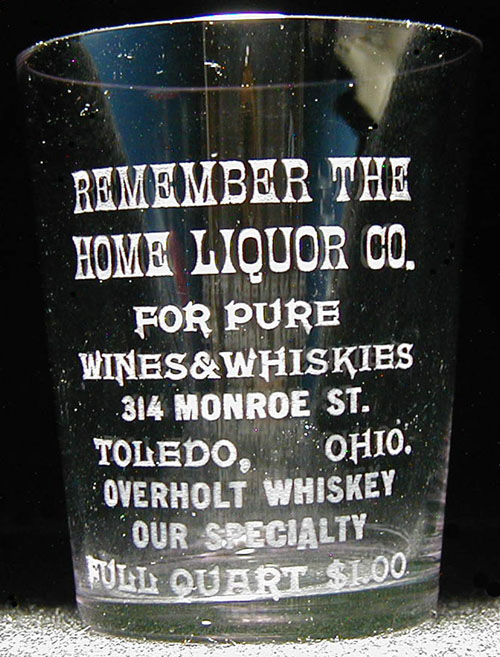 REMEMBER THE
HOME LIQUOR CO.
FOR PURE
WINES&WHISKIES
314 MONROE ST.
TOLEDO, OHIO.
OVERHOLT WHISKEY
OUR SPECIALTY
FULL QUART $1.00